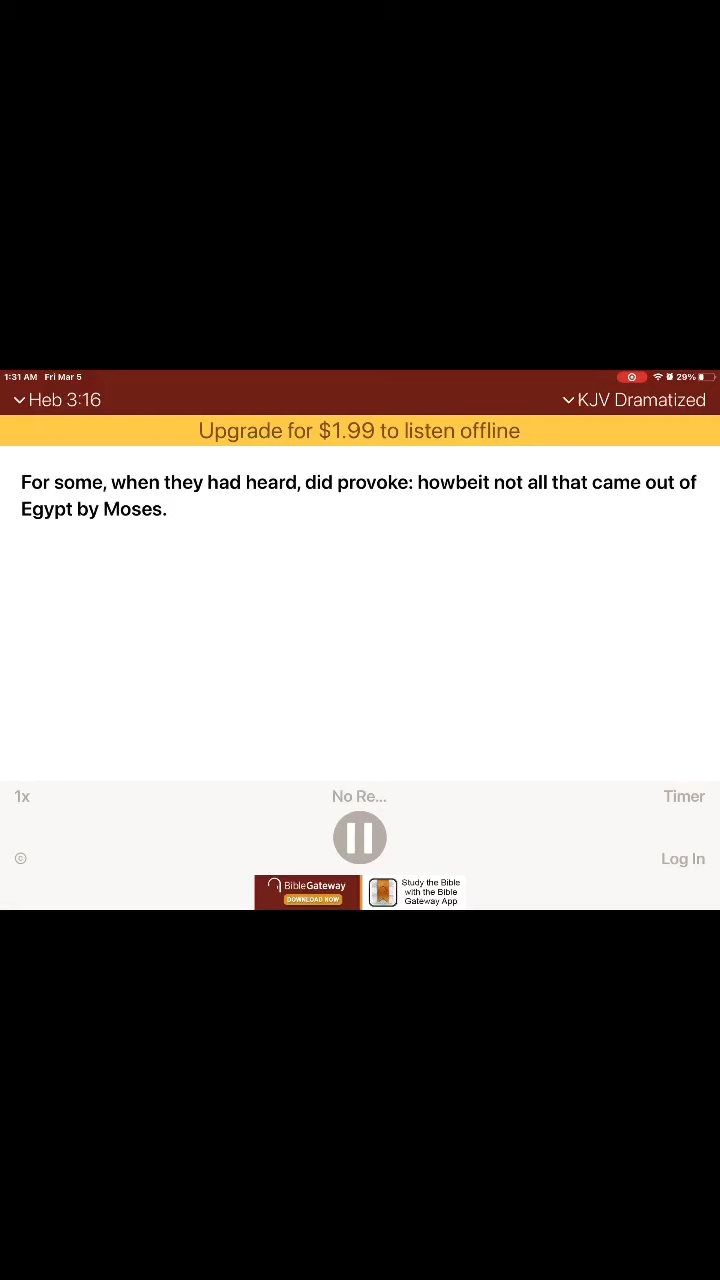 1:31 AM Fri Mar 5 29%
Heb 3:16 KJV Dramatized
Upgrade for $1.99 to listen offline
For some, when they had heard, did provoke: howbeit not all that came out of
Egypt by Moses.
1x No Re... Timer
© Log In
BibleGateway
DOWNLOAD NOW
Study the Bible
with the Bible
Gateway App